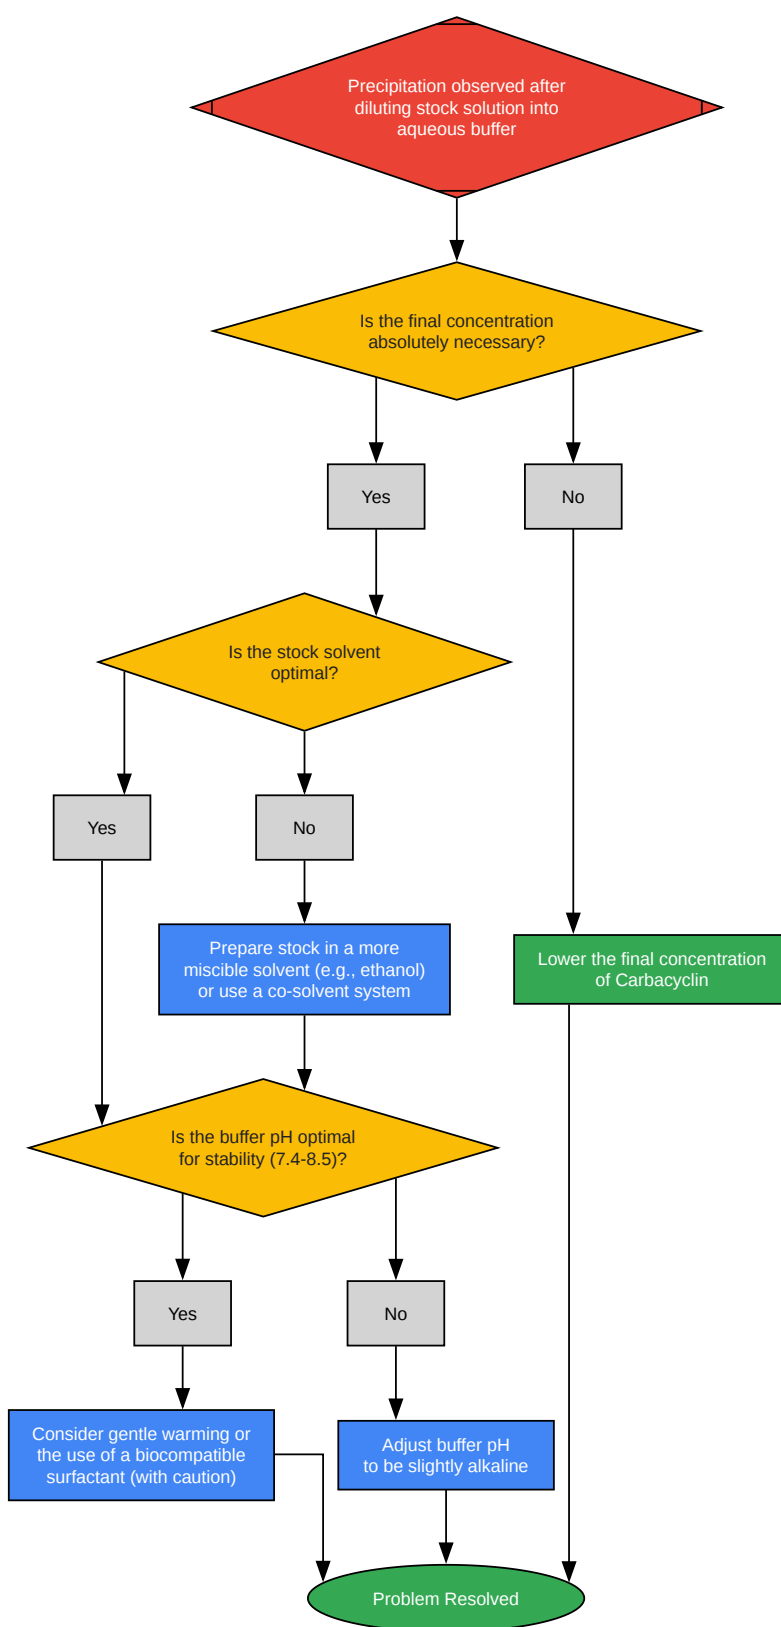 Precipitation observed after
diluting stock solution into
aqueous buffer
Is the final concentration
absolutely necessary?
Yes
No
Is the stock solvent
optimal?
Yes
No
Prepare stock in a more
miscible solvent (e.g., ethanol)
or use a co-solvent system
Lower the final concentration
of Carbacyclin
Is the buffer pH optimal
for stability (7.4-8.5)?
Yes
No
Consider gentle warming or
the use of a biocompatible
surfactant (with caution)
Adjust buffer pH
to be slightly alkaline
Problem Resolved